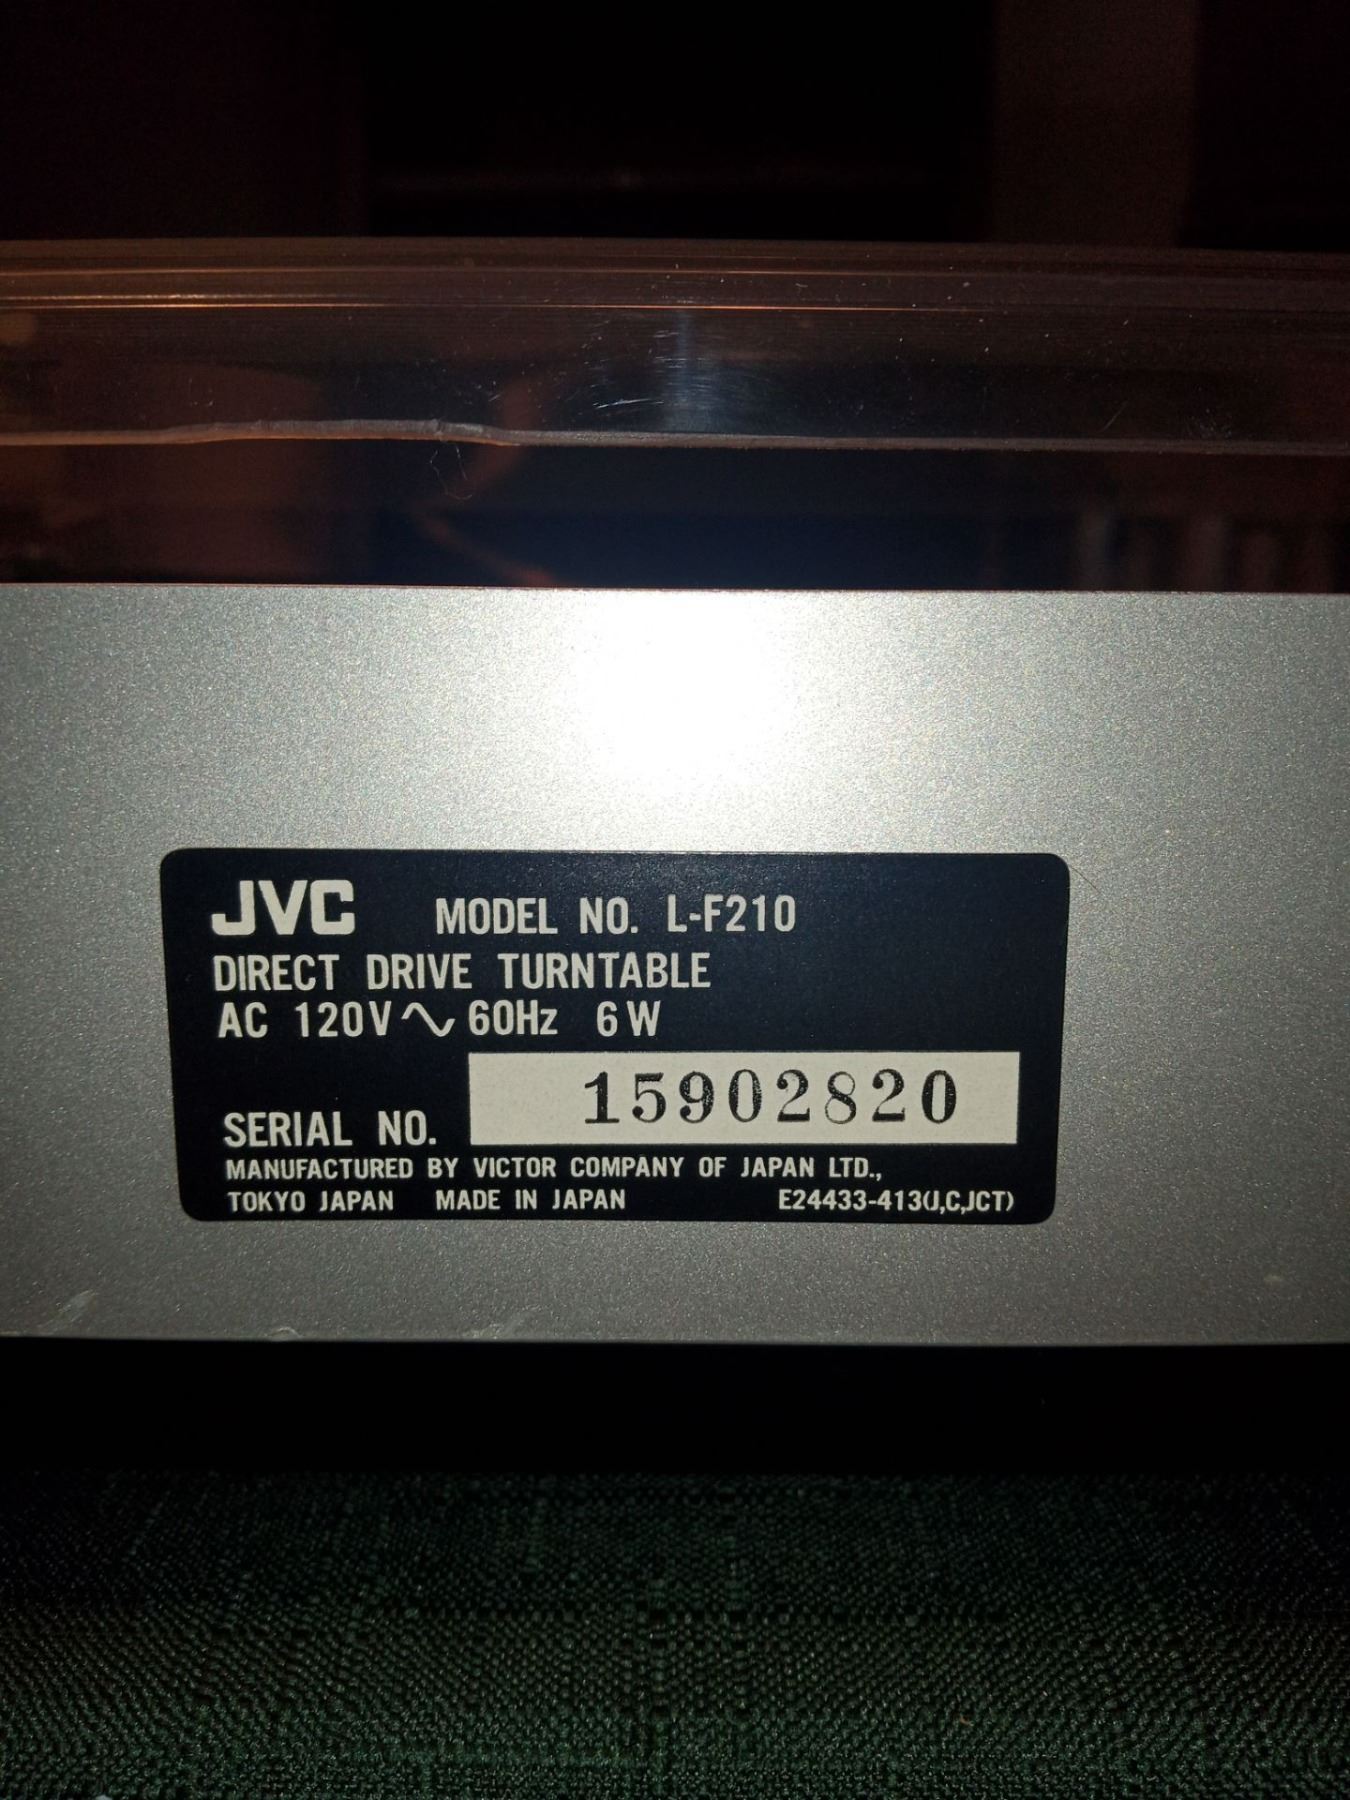 JVC MODEL NO. L-F210
DIRECT DRIVE TURNTABLE
AC 120V∿60Hz 6W
SERIAL NO. 15902820
MANUFACTURED BY VICTOR COMPANY OF JAPAN LTD.,
TOKYO JAPAN MADE IN JAPAN E24433-413(J,C,JCT)